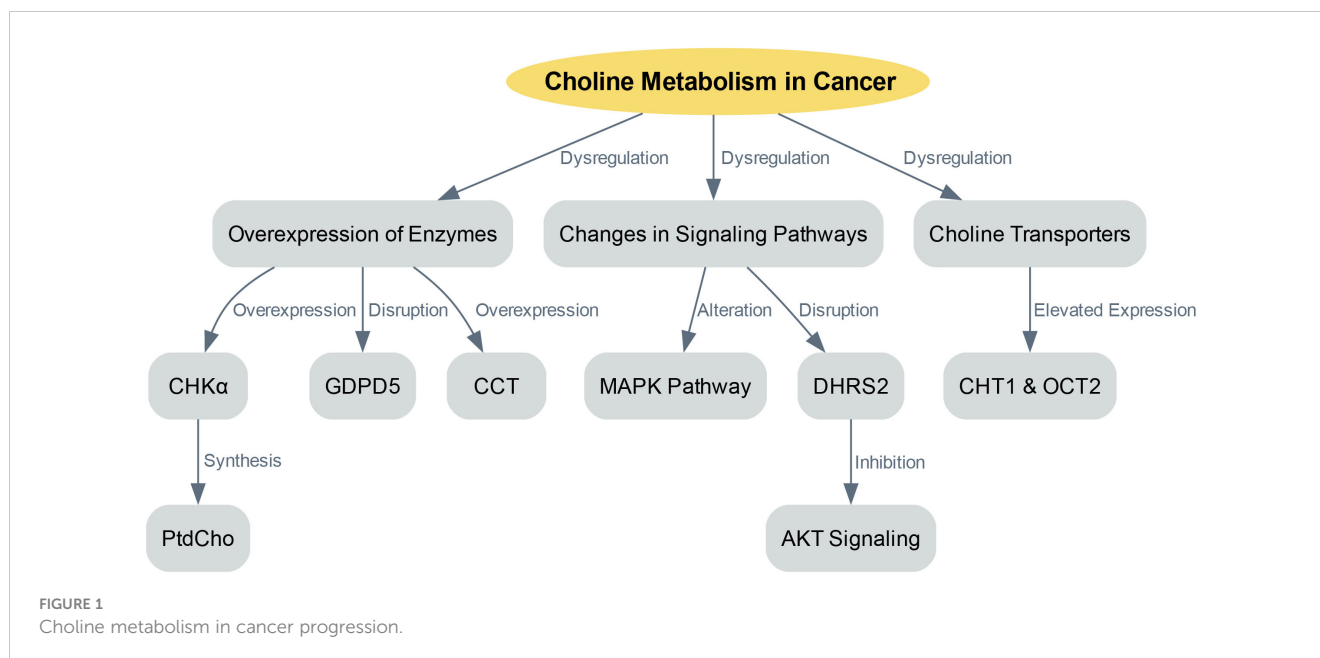 Choline Metabolism in Cancer
Dysregulation
Dysregulation
Dysregulation
Overexpression of Enzymes
Changes in Signaling Pathways
Choline Transporters
Overexpression
Disruption
Overexpression
Alteration
Disruption
Elevated Expression
CHKα
GDPD5
CCT
MAPK Pathway
DHRS2
CHT1 & OCT2
Synthesis
Inhibition
PtdCho
AKT Signaling
FIGURE 1
Choline metabolism in cancer progression.